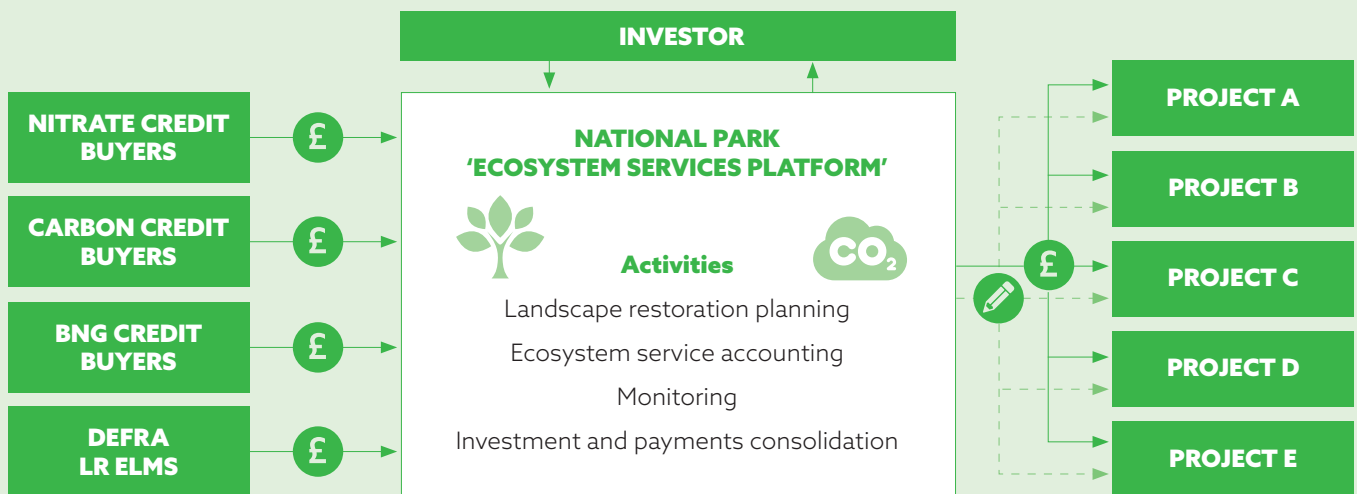 INVESTOR
NITRATE CREDIT
BUYERS
£
CARBON CREDIT
BUYERS
£
BNG CREDIT
BUYERS
£
DEFRA
LR ELMS
£
NATIONAL PARK
‘ECOSYSTEM SERVICES PLATFORM’
CO₂
Activities
Landscape restoration planning
Ecosystem service accounting
Monitoring
Investment and payments consolidation
£
PROJECT A
PROJECT B
PROJECT C
PROJECT D
PROJECT E